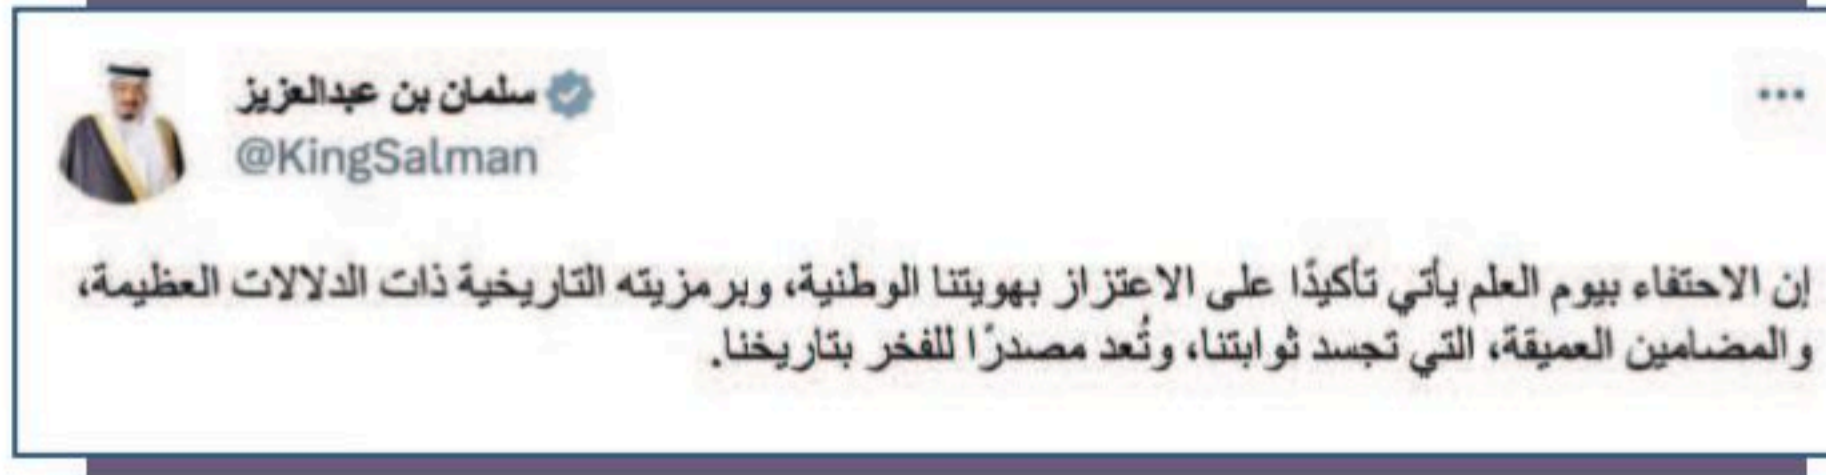 سلمان بن عبدالعزيز
@KingSalman
إن الاحتفاء بيوم العلم يأتي تأكيدًا على الاعتزاز بهويتنا الوطنية، وبرمزيته التاريخية ذات الدلالات العظيمة،
والمضامين العميقة، التي تجسد ثوابتنا، وتُعد مصدرًا للفخر بتاريخنا.